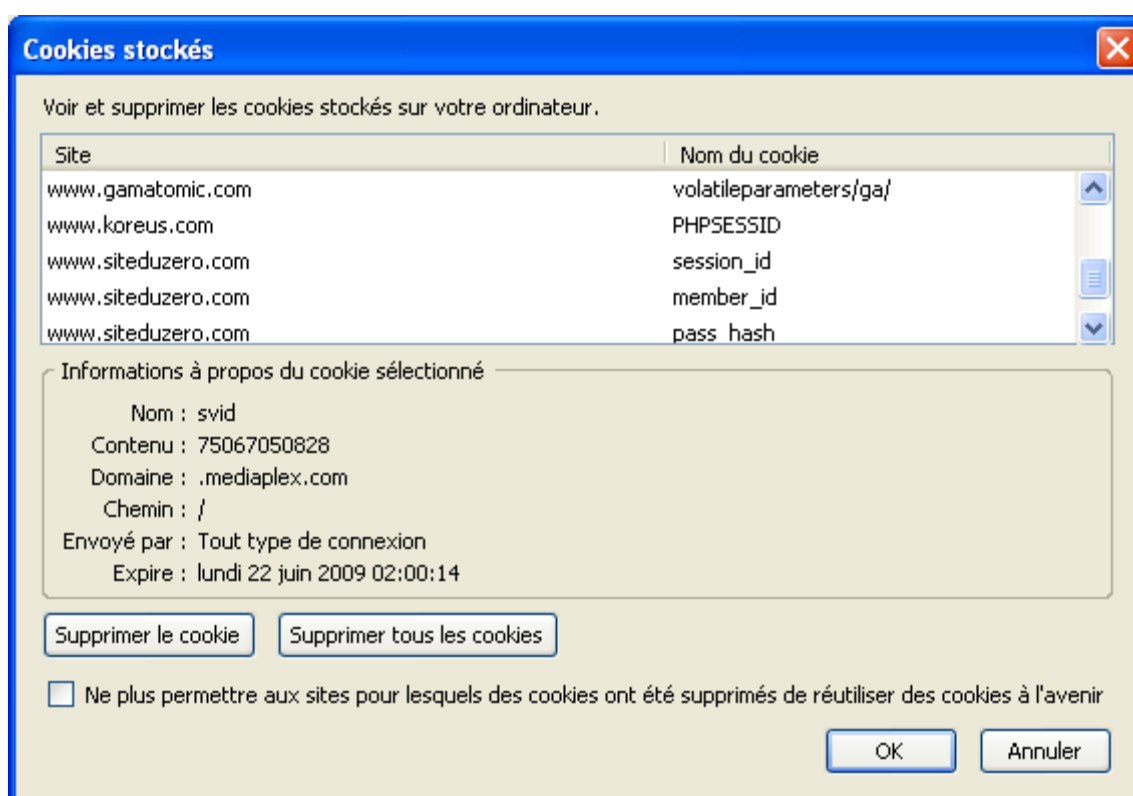 Cookies stockés
Voir et supprimer les cookies stockés sur votre ordinateur.
Site Nom du cookie
www.gamatomic.com volatileparameters/ga/
www.koreus.com PHPSESSID
www.siteduzero.com session_id
www.siteduzero.com member_id
www.siteduzero.com pass_hash
Informations à propos du cookie sélectionné
Nom : svid
Contenu : 75067050828
Domaine : .mediaplex.com
Chemin : /
Envoyé par : Tout type de connexion
Expire : lundi 22 juin 2009 02:00:14
Supprimer le cookie Supprimer tous les cookies
Ne plus permettre aux sites pour lesquels des cookies ont été supprimés de réutiliser des cookies à l'avenir
OK Annuler